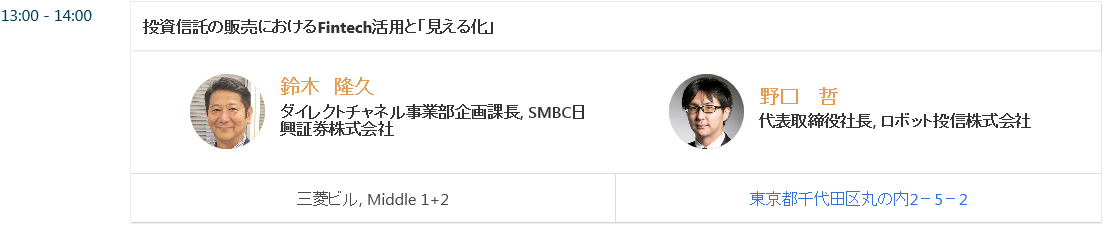 13:00 - 14:00
投資信託の販売におけるFintech活用と「見える化」
鈴木　隆久
ダイレクトチャネル事業部企画課長, SMBC日
興証券株式会社
野口　哲
代表取締役社長, ロボット投信株式会社
三菱ビル, Middle 1+2
東京都千代田区丸の内2－5－2